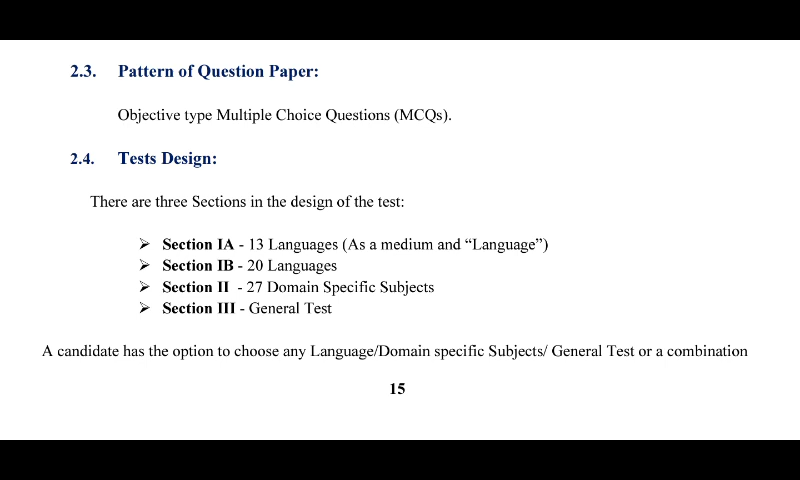 2.3. Pattern of Question Paper:
Objective type Multiple Choice Questions (MCQs).
2.4. Tests Design:
There are three Sections in the design of the test:
➢ Section IA - 13 Languages (As a medium and “Language”)
➢ Section IB - 20 Languages
➢ Section II - 27 Domain Specific Subjects
➢ Section III - General Test
A candidate has the option to choose any Language/Domain specific Subjects/ General Test or a combination
15